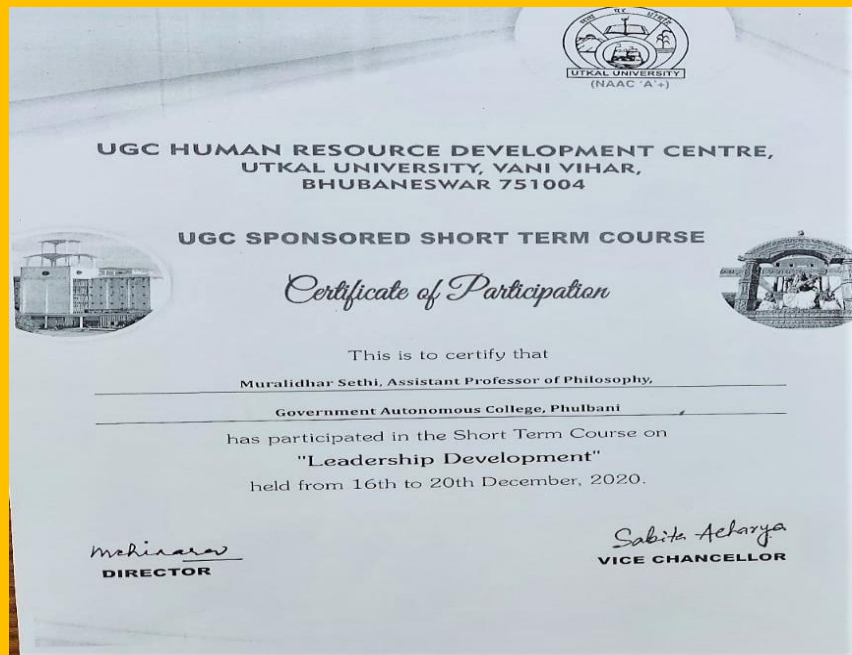 UTKAL UNIVERSITY
(NAAC 'A'+)
UGC HUMAN RESOURCE DEVELOPMENT CENTRE,
UTKAL UNIVERSITY, VANI VIHAR,
BHUBANESWAR 751004
UGC SPONSORED SHORT TERM COURSE
Certificate of Participation
This is to certify that
Muralidhar Sethi, Assistant Professor of Philosophy,
Government Autonomous College, Phulbani
has participated in the Short Term Course on
"Leadership Development"
held from 16th to 20th December, 2020.
Sabita Acharya
DIRECTOR
VICE CHANCELLOR